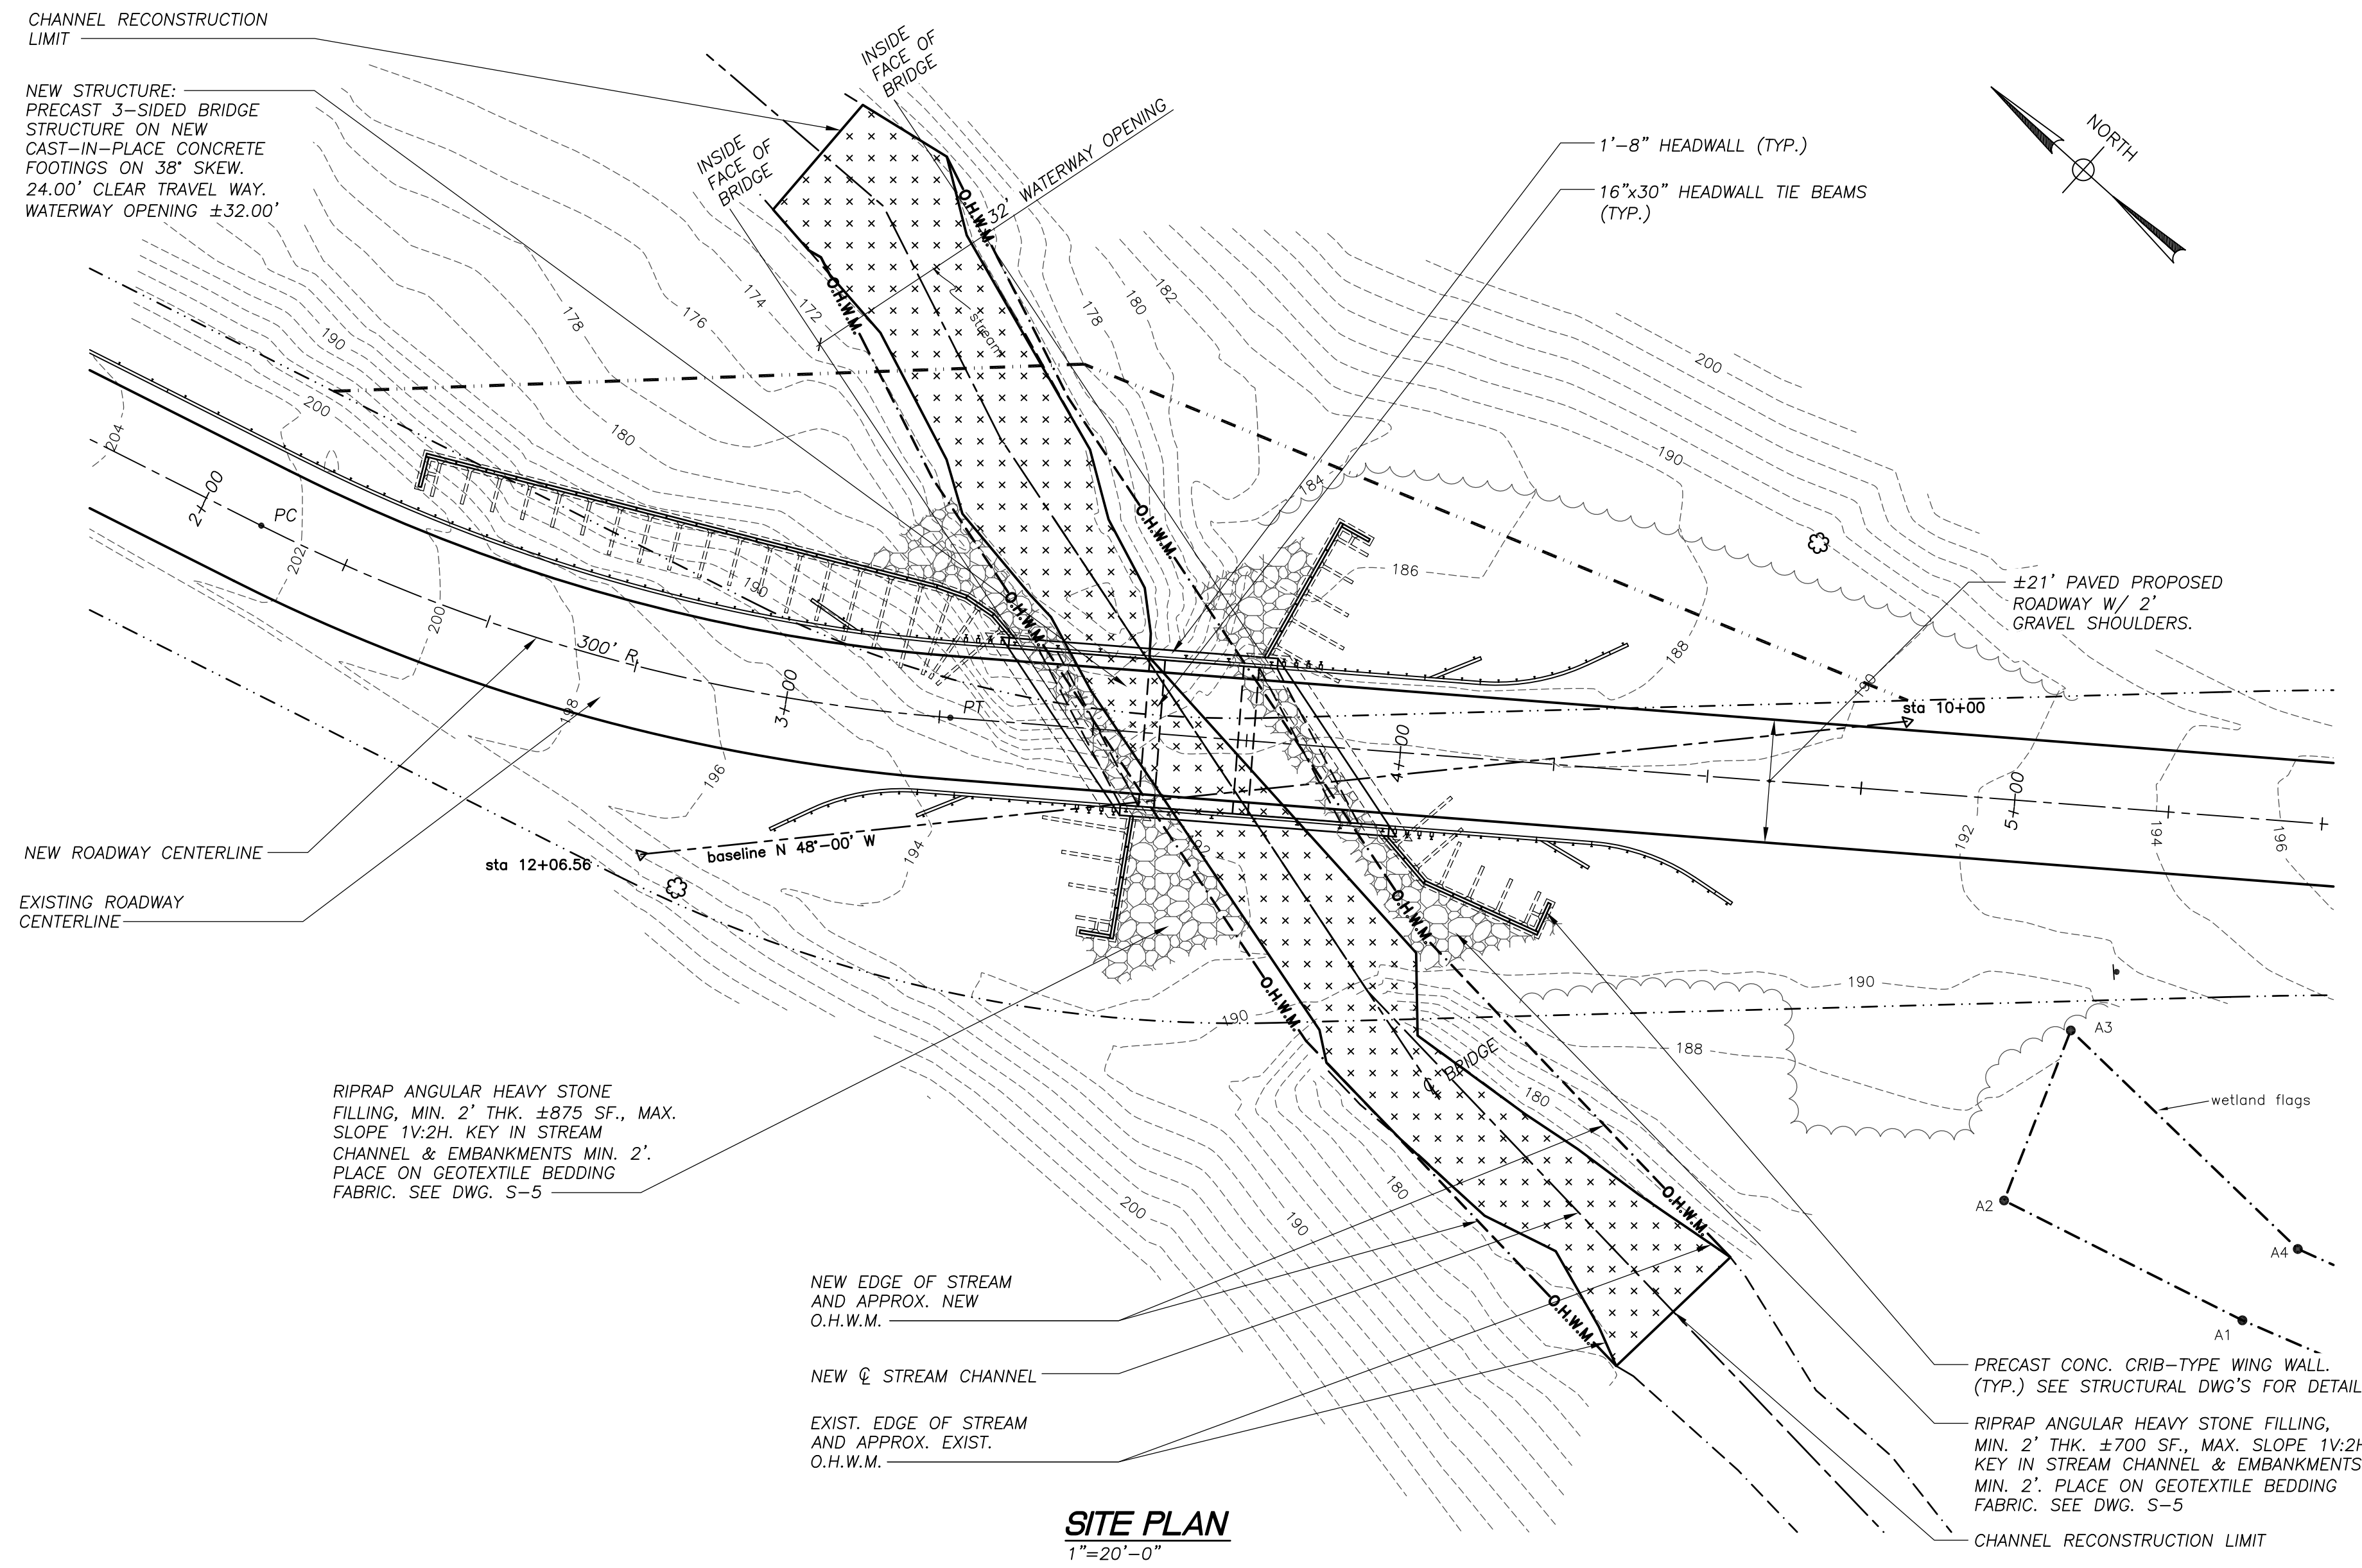 CHANNEL RECONSTRUCTION
LIMIT
NEW STRUCTURE:
PRECAST 3-SIDED BRIDGE
STRUCTURE ON NEW
CAST-IN-PLACE CONCRETE
FOOTINGS ON 38° SKEW.
24.00' CLEAR TRAVEL WAY.
WATERWAY OPENING ±32.00'
INSIDE
FACE OF
BRIDGE
INSIDE
FACE OF
BRIDGE
32' WATERWAY OPENING
O.H.W.M.
O.H.W.M.
stream
1'-8" HEADWALL (TYP.)
16"x30" HEADWALL TIE BEAMS
(TYP.)
NORTH
190
200
178
176
174
172
178
180
182
200
180
190
184
186
188
190
204
2+00
PC
202
200
300' R
198
3+00
PT
190
196
194
O.H.W.M.
O.H.W.M.
4+00
5+00
192
194
196
±21' PAVED PROPOSED
ROADWAY W/ 2'
GRAVEL SHOULDERS.
sta 10+00
NEW ROADWAY CENTERLINE
EXISTING ROADWAY
CENTERLINE
sta 12+06.56
baseline N 48°-00' W
192
O.H.W.M.
O.H.W.M.
190
190
188
℄ BRIDGE
180
180
190
200
A3
wetland flags
A2
A4
A1
RIPRAP ANGULAR HEAVY STONE
FILLING, MIN. 2' THK. ±875 SF., MAX.
SLOPE 1V:2H. KEY IN STREAM
CHANNEL & EMBANKMENTS MIN. 2'.
PLACE ON GEOTEXTILE BEDDING
FABRIC. SEE DWG. S-5
O.H.W.M.
O.H.W.M.
NEW EDGE OF STREAM
AND APPROX. NEW
O.H.W.M.
NEW ℄ STREAM CHANNEL
EXIST. EDGE OF STREAM
AND APPROX. EXIST.
O.H.W.M.
PRECAST CONC. CRIB-TYPE WING WALL.
(TYP.) SEE STRUCTURAL DWG'S FOR DETAIL
RIPRAP ANGULAR HEAVY STONE FILLING,
MIN. 2' THK. ±700 SF., MAX. SLOPE 1V:2H
KEY IN STREAM CHANNEL & EMBANKMENTS
MIN. 2'. PLACE ON GEOTEXTILE BEDDING
FABRIC. SEE DWG. S-5
CHANNEL RECONSTRUCTION LIMIT
SITE PLAN
1"=20'-0"